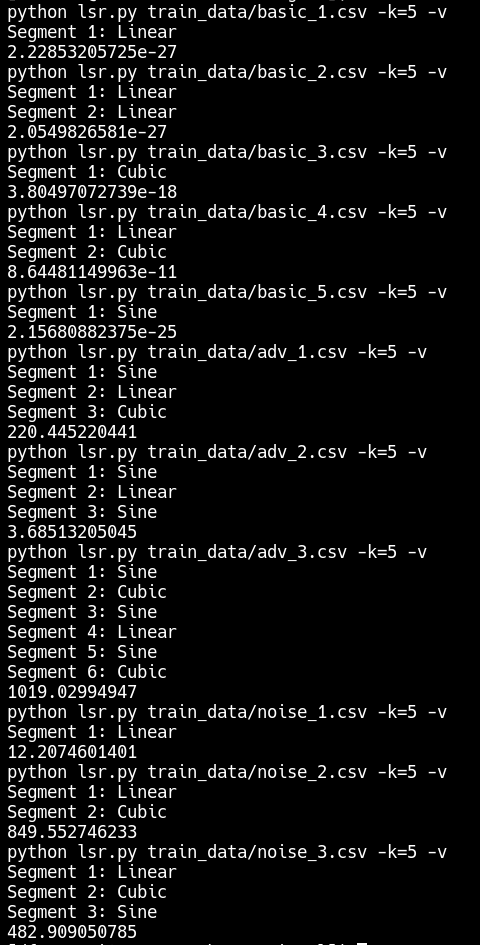 python lsr.py train_data/basic_1.csv -k=5 -v
Segment 1: Linear
2.22853205725e-27
python lsr.py train_data/basic_2.csv -k=5 -v
Segment 1: Linear
Segment 2: Linear
2.0549826581e-27
python lsr.py train_data/basic_3.csv -k=5 -v
Segment 1: Cubic
3.80497072739e-18
python lsr.py train_data/basic_4.csv -k=5 -v
Segment 1: Linear
Segment 2: Cubic
8.64481149963e-11
python lsr.py train_data/basic_5.csv -k=5 -v
Segment 1: Sine
2.15680882375e-25
python lsr.py train_data/adv_1.csv -k=5 -v
Segment 1: Sine
Segment 2: Linear
Segment 3: Cubic
220.445220441
python lsr.py train_data/adv_2.csv -k=5 -v
Segment 1: Sine
Segment 2: Linear
Segment 3: Sine
3.68513205045
python lsr.py train_data/adv_3.csv -k=5 -v
Segment 1: Sine
Segment 2: Cubic
Segment 3: Sine
Segment 4: Linear
Segment 5: Sine
Segment 6: Cubic
1019.02994947
python lsr.py train_data/noise_1.csv -k=5 -v
Segment 1: Linear
12.2074601401
python lsr.py train_data/noise_2.csv -k=5 -v
Segment 1: Linear
Segment 2: Cubic
849.552746233
python lsr.py train_data/noise_3.csv -k=5 -v
Segment 1: Linear
Segment 2: Cubic
Segment 3: Sine
482.909050785